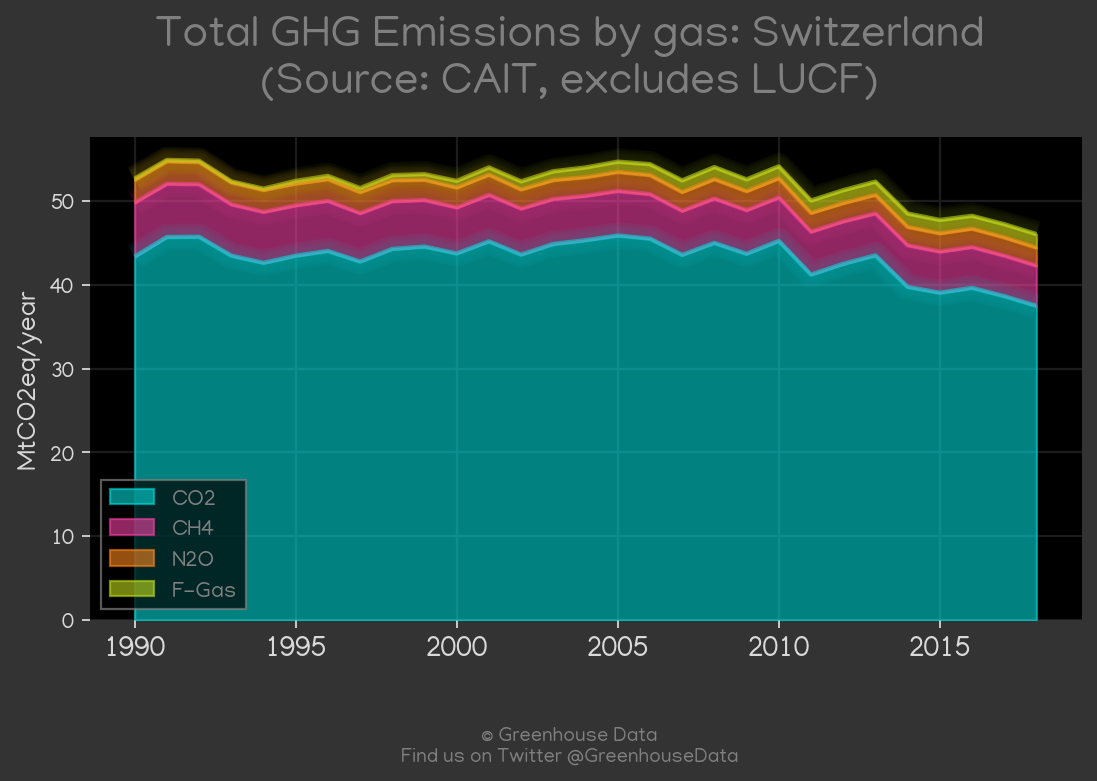 Total GHG Emissions by gas: Switzerland
(Source: CAIT, excludes LUCF)
MtCO2eq/year
50
40
30
20
10
0
CO2
CH4
N2O
F-Gas
1990 1995 2000 2005 2010 2015
© Greenhouse Data
Find us on Twitter @GreenhouseData